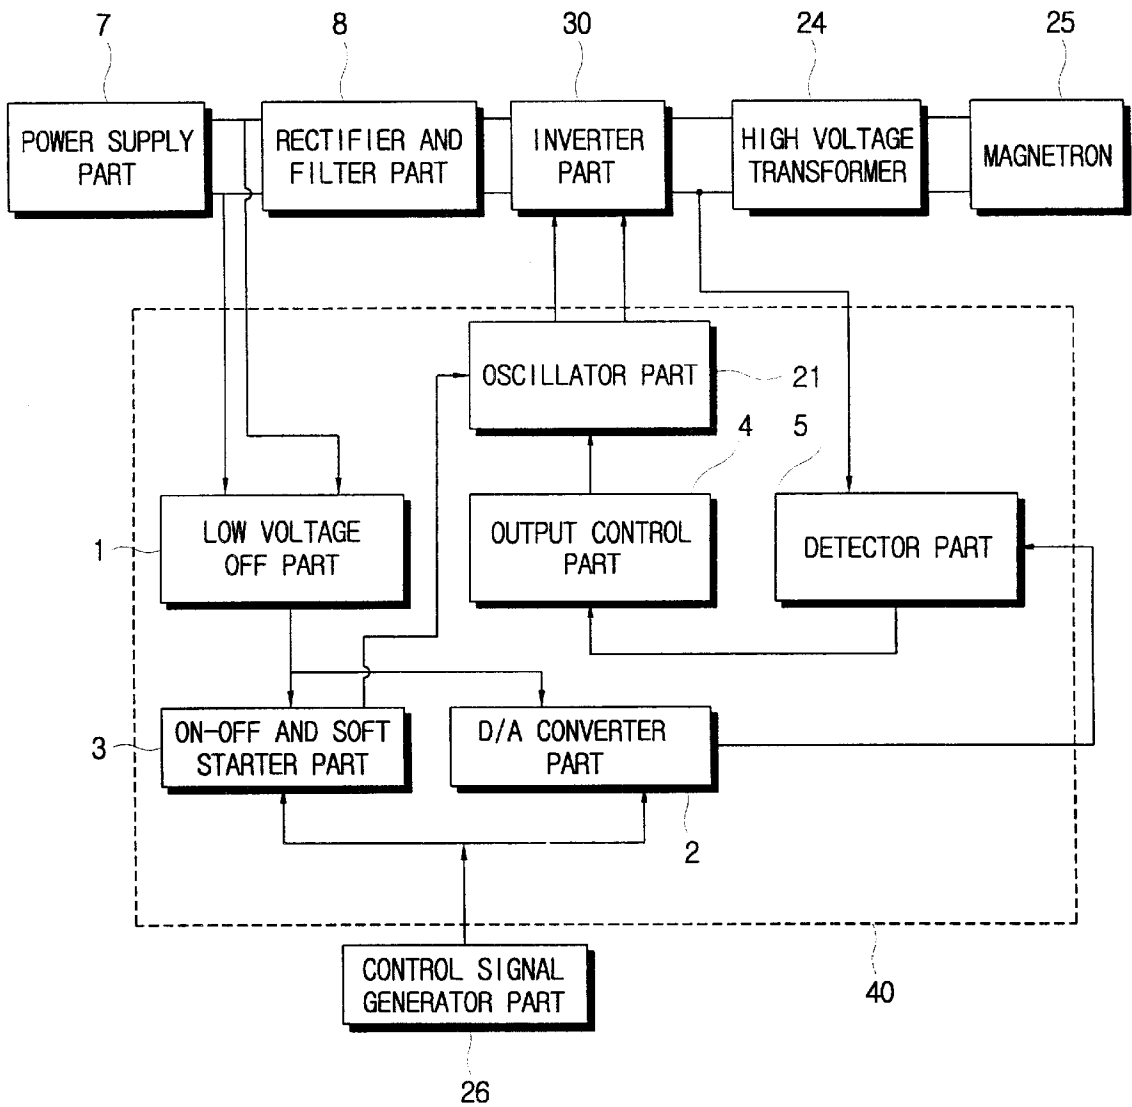 7
8
30
24
25
POWER SUPPLY
PART
RECTIFIER AND
FILTER PART
INVERTER
PART
HIGH VOLTAGE
TRANSFORMER
MAGNETRON
OSCILLATOR PART
21
4
5
1
LOW VOLTAGE
OFF PART
OUTPUT CONTROL
PART
DETECTOR PART
3
ON-OFF AND SOFT
STARTER PART
D/A CONVERTER
PART
2
CONTROL SIGNAL
GENERATOR PART
40
26